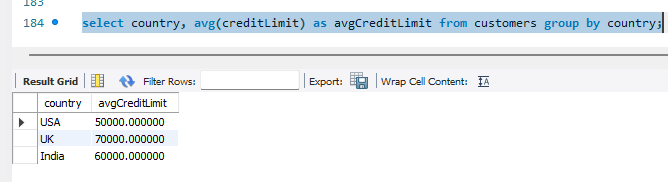 183
184 select country, avg(creditLimit) as avgCreditLimit from customers group by country;
Result Grid Filter Rows: Export: Wrap Cell Content:
country avgCreditLimit
USA 50000.000000
UK 70000.000000
India 60000.000000